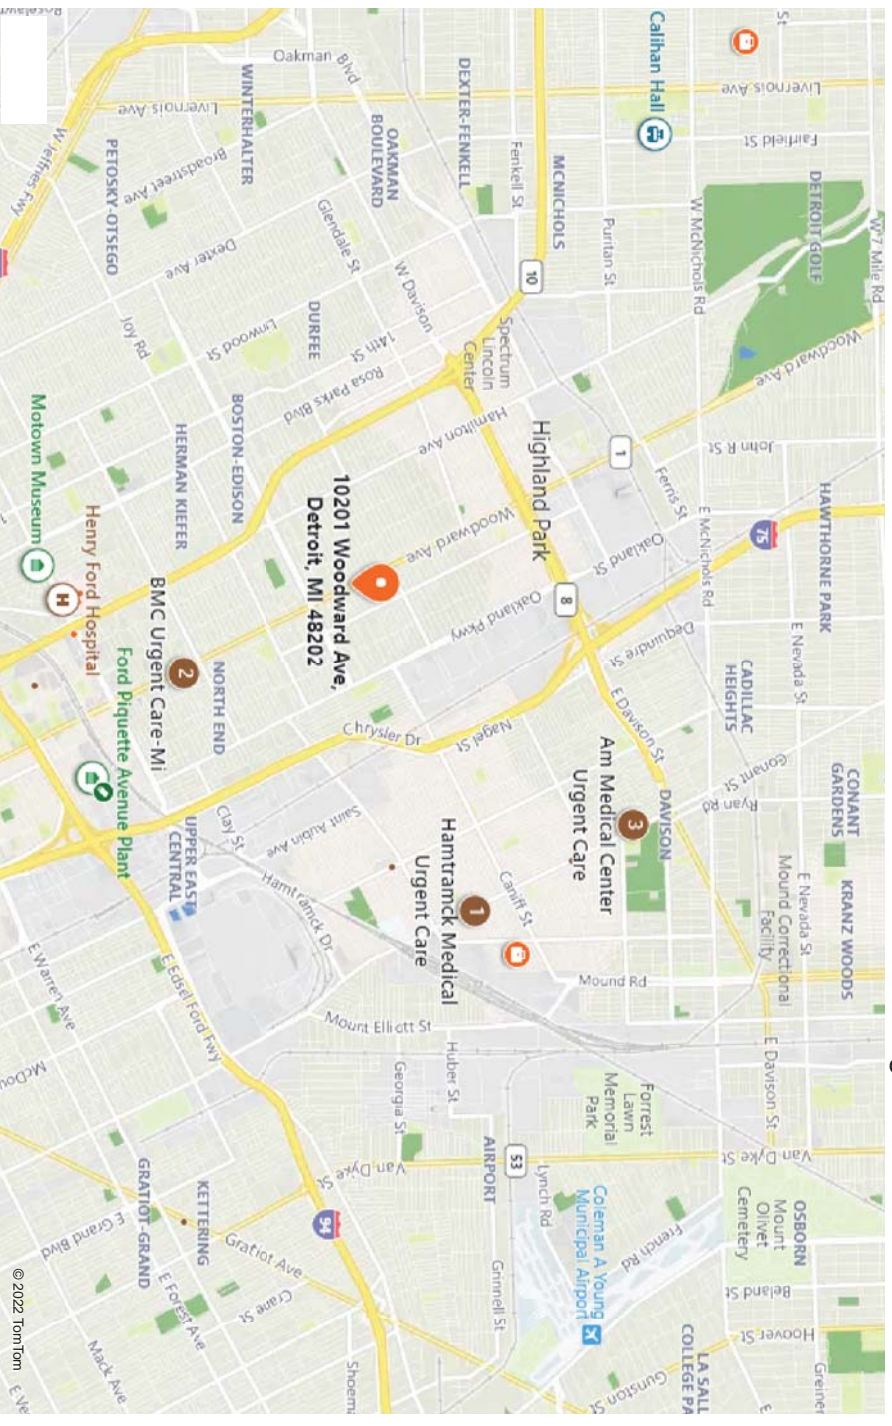 W 7 Mile Rd
Greiner
St
Livernois Ave
Fairfield St
DETROIT GOLF
Woodward Ave
HAWTHORNE PARK
CONANT
GARDENS
KRANZ WOODS
E Nevada St
E Nevada St
Mound Correctional
Facility
E Davison St
Van Dyke St
OSBORN
Mount
Olivet
Cemetery
Beland St
Hoover St
LA SALL
COLLEGE PA
Calihan Hall
W McNichols Rd
John R St
75
E McNichols Rd
CADILLAC
HEIGHTS
Conant St
Ryan Rd
Puritan St
1
Ferris St
Oakland St
Dequindre St
E Davison St
DAVISON
3
Am Medical Center
Urgent Care
Mound Rd
Forrest
Lawn
Memorial
Park
French Rd
Gunston St
MCNICHOLS
Fenkell St
10
Spectrum
Lincoln
Center
Highland Park
8
Caniff St
53
Lynch Rd
Coleman A Young
Municipal Airport
DEXTER-FENKELL
Hamilton Ave
Woodward Ave
Oakland Pkwy
Nagel St
1
Hamtramck Medical
Urgent Care
Huber St
AIRPORT
Grinnell St
OAKMAN
BOULEVARD
W Davison
14th St
Rosa Parks Blvd
Chrysler Dr
Mount Elliott St
Georgia St
Van Dyke St
Shoem
Oakman
Blvd
Glendale St
DURFEE
10201 Woodward Ave,
Detroit, MI 48202
Saint Aubin Ave
Hamtramck Dr
94
WINTERHALTER
Livernois Ave
Broadstreet Ave
Linwood St
BOSTON-EDISON
NORTH END
Clay St
Gratiot Ave
Crane St
Dexter Ave
HERMAN KIEFER
2
BMC Urgent Care-Mi
UPPER EAST
CENTRAL
E Edsel Ford Fwy
KETTERING
PETOSKY-OTSEGO
Joy Rd
Ford Piquette Avenue Plant
GRATIOT-GRAND
E Forest Ave
W Jeffries Fwy
Henry Ford Hospital
H
E Grand Blvd
Mack Ave
Motown Museum
E Warren Ave
McDou
E Ve
© 2022 TomTom